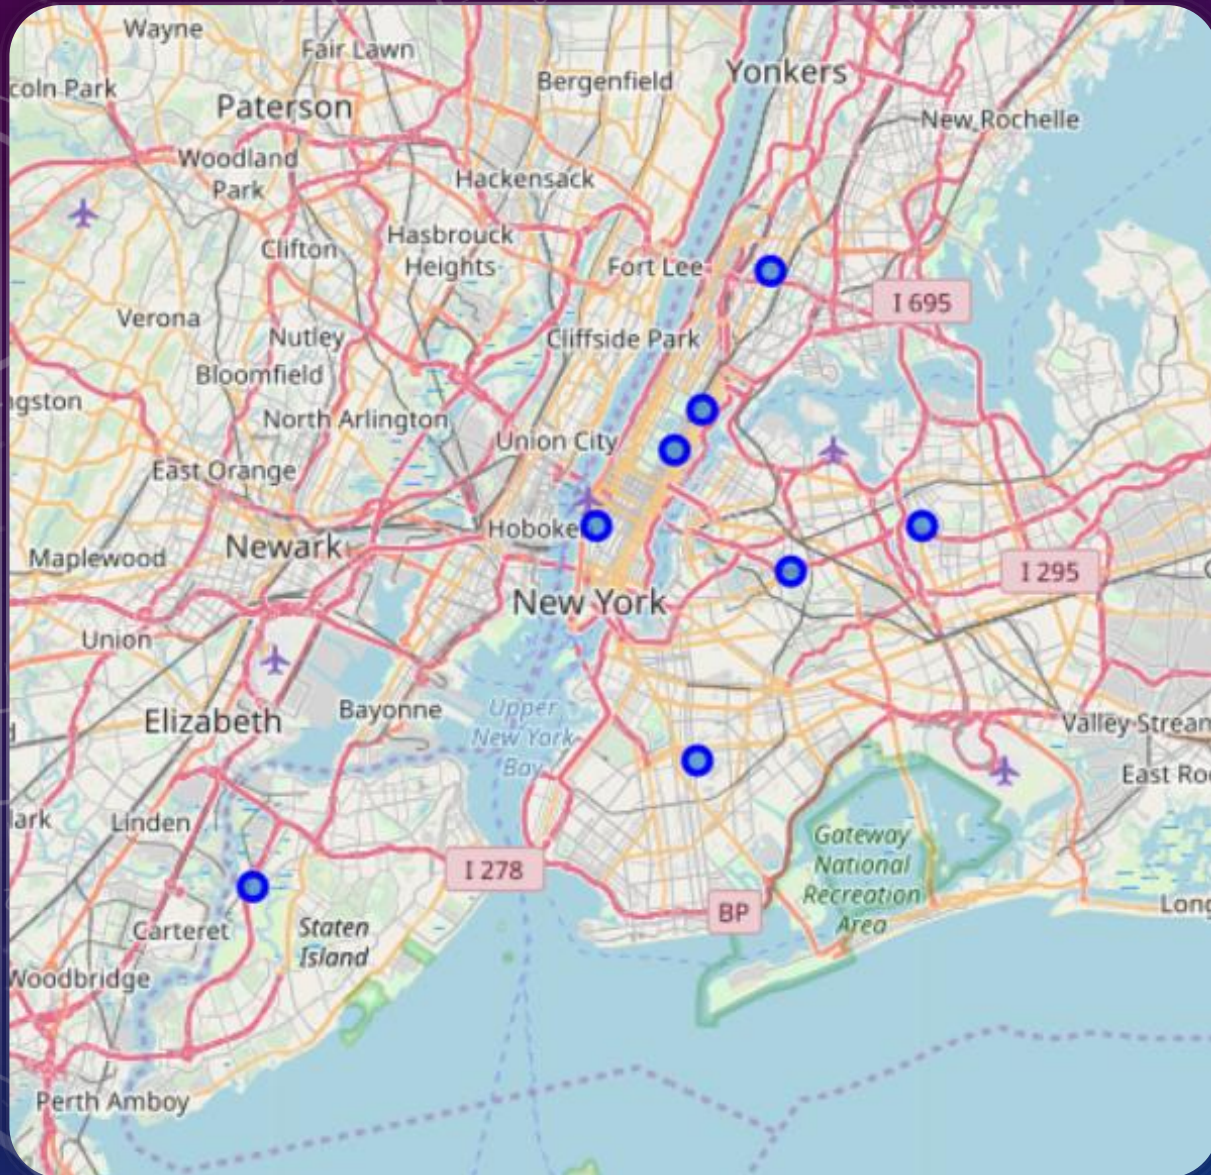 Eastchester
Wayne
Fair Lawn
Yonkers
Bergenfield
coln Park
Paterson
New Rochelle
Woodland
Park
Hackensack
Hasbrouck
Heights
Clifton
Fort Lee
I 695
Verona
Nutley
Cliffside Park
Bloomfield
ngston
North Arlington
Union City
East Orange
Hoboke
Newark
Maplewood
I 295
New York
Union
Upper
New York
Bay
Bayonne
Elizabeth
Valley Stream
East Ro
lark
Linden
Gateway
National
Recreation
Area
I 278
BP
Long
Carteret
Staten
Island
Woodbridge
Perth Amboy